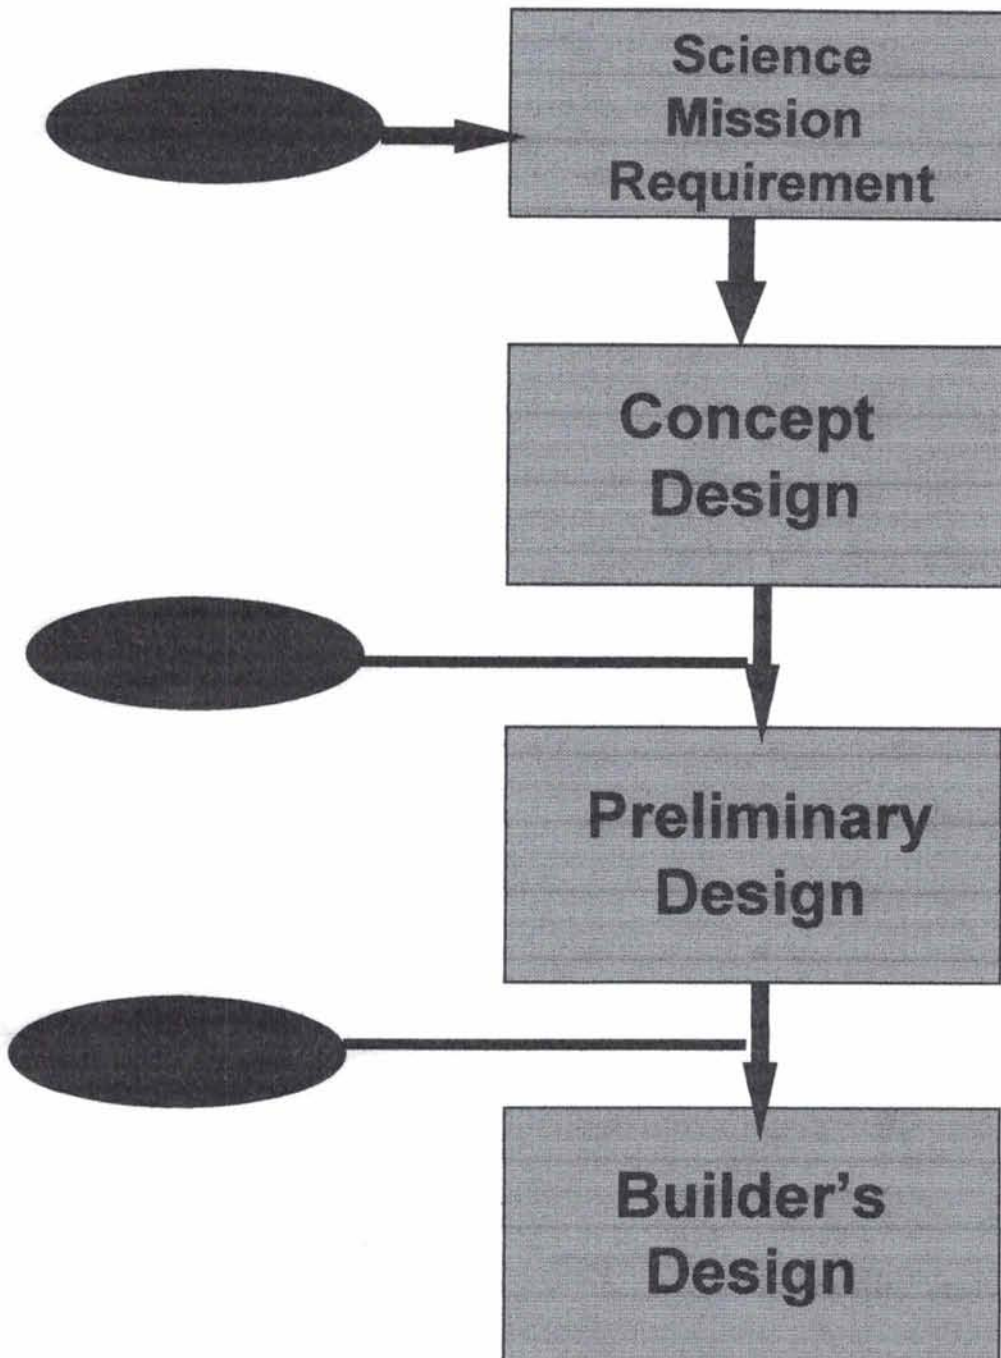 Science
Mission
Requirement
Concept
Design
Preliminary
Design
Builder's
Design